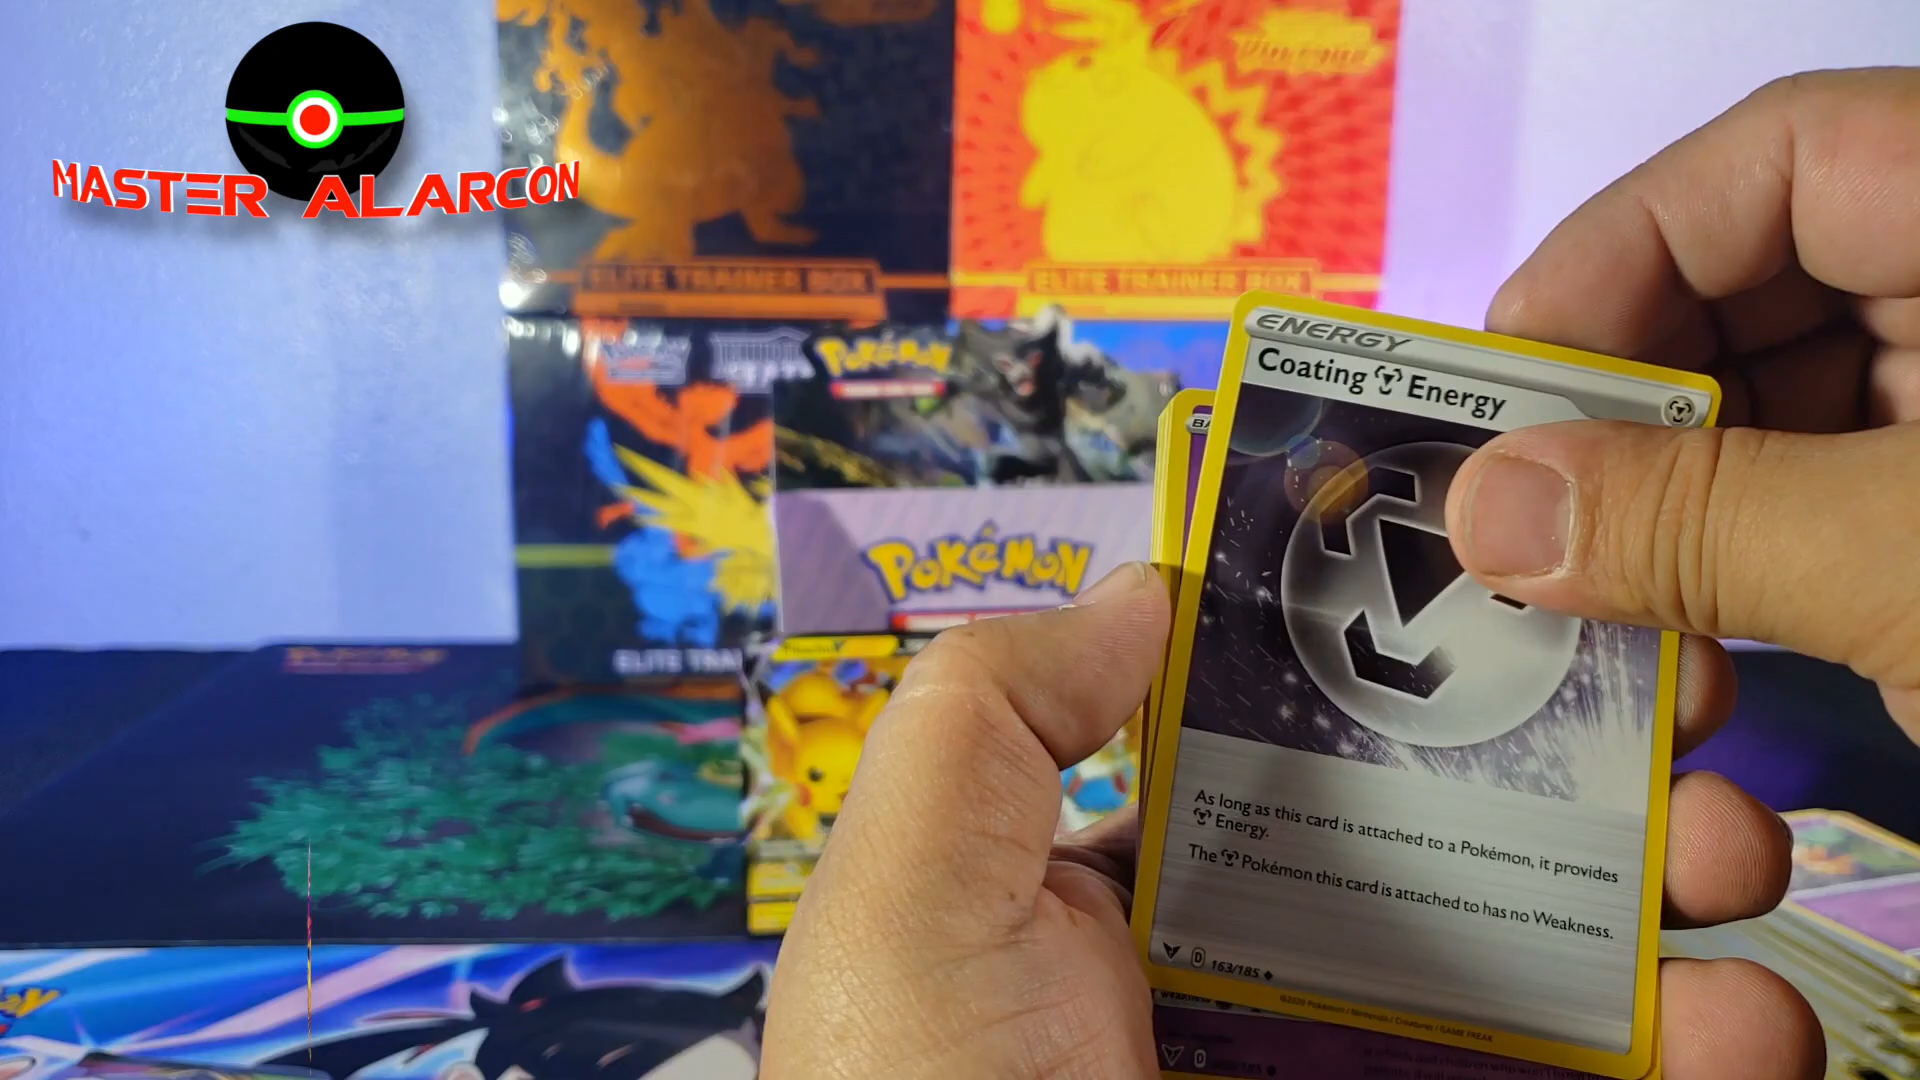 MASTER ALARCON
ELITE TRAINER BOX
ELITE TRAINER BOX
POKéMON
POKéMON
ELITE TRA
ENERGY
Coating Energy
As long as this card is attached to a Pokémon, it provides
Energy.
The Pokémon this card is attached to has no Weakness.
D 163/185
©2020 Pokémon / Nintendo / Creatures / GAME FREAK
weakness
D